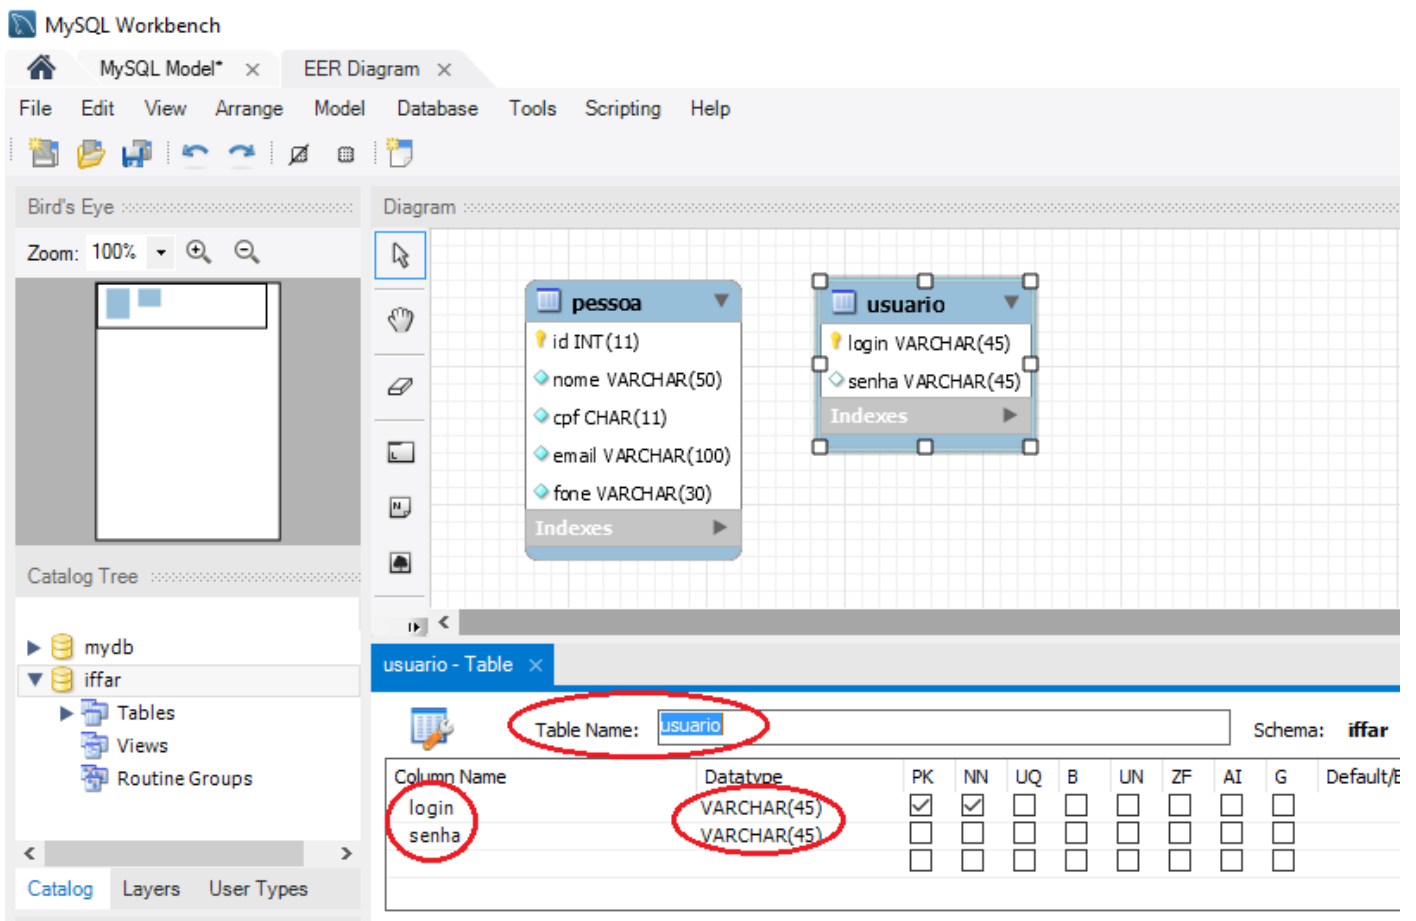 MySQL Workbench
MySQL Model* × EER Diagram ×
File Edit View Arrange Model Database Tools Scripting Help
Bird's Eye
Diagram
Zoom: 100%
pessoa
id INT(11)
nome VARCHAR(50)
cpf CHAR(11)
email VARCHAR(100)
fone VARCHAR(30)
Indexes
usuario
login VARCHAR(45)
senha VARCHAR(45)
Indexes
Catalog Tree
mydb
iffar
Tables
Views
Routine Groups
Catalog Layers User Types
usuario - Table ×
Table Name: usuario Schema: iffar
Column Name Datatype PK NN UQ B UN ZF AI G Default/E
login VARCHAR(45)
senha VARCHAR(45)